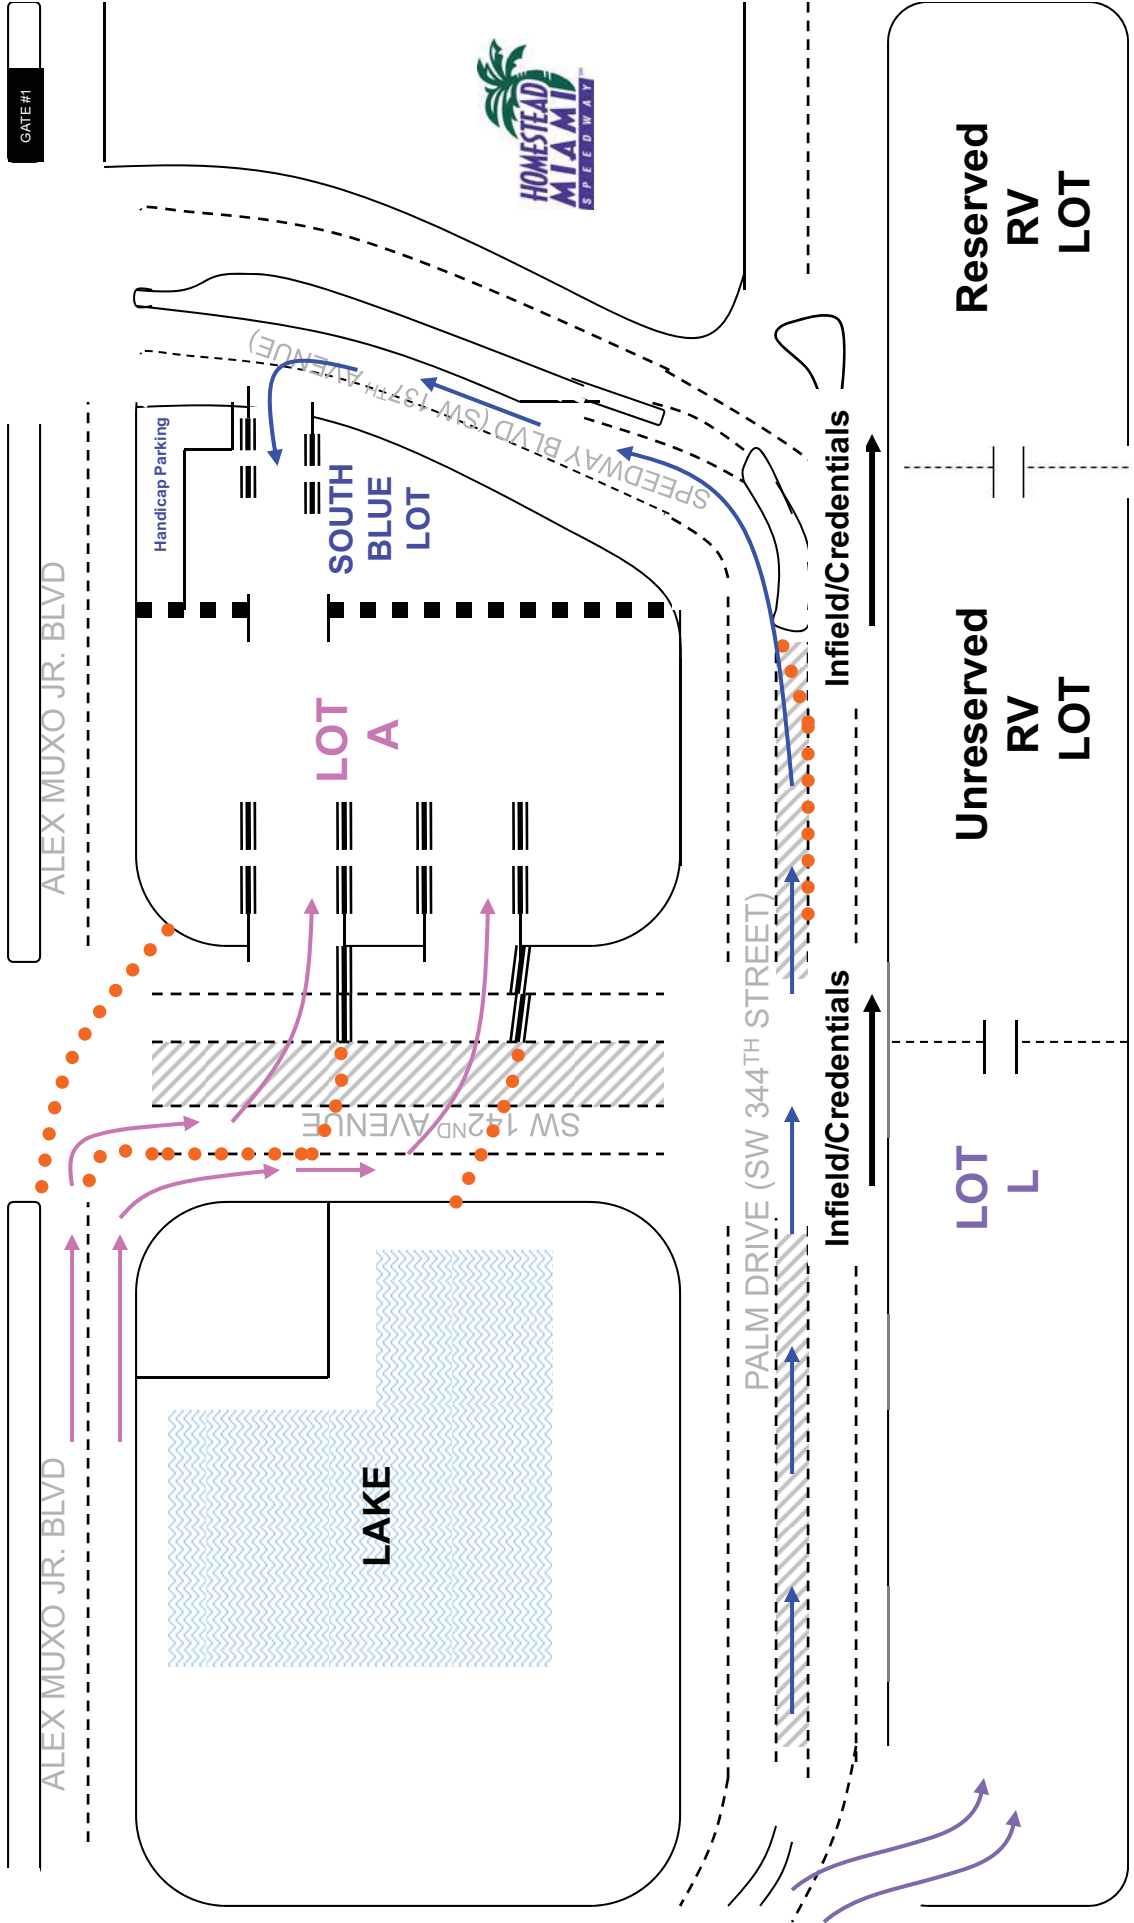 GATE #1
HOMESTEAD
MIAMI
SPEEDWAY
Reserved
RV
LOT
ALEX MUXO JR. BLVD
Handicap Parking
SOUTH
BLUE
LOT
SPEEDWAY BLVD (SW 137TH AVENUE)
Infield/Credentials
Unreserved
RV
LOT
LOT
A
SW 142ND AVENUE
PALM DRIVE (SW 344TH STREET)
Infield/Credentials
LOT
L
ALEX MUXO JR. BLVD
LAKE